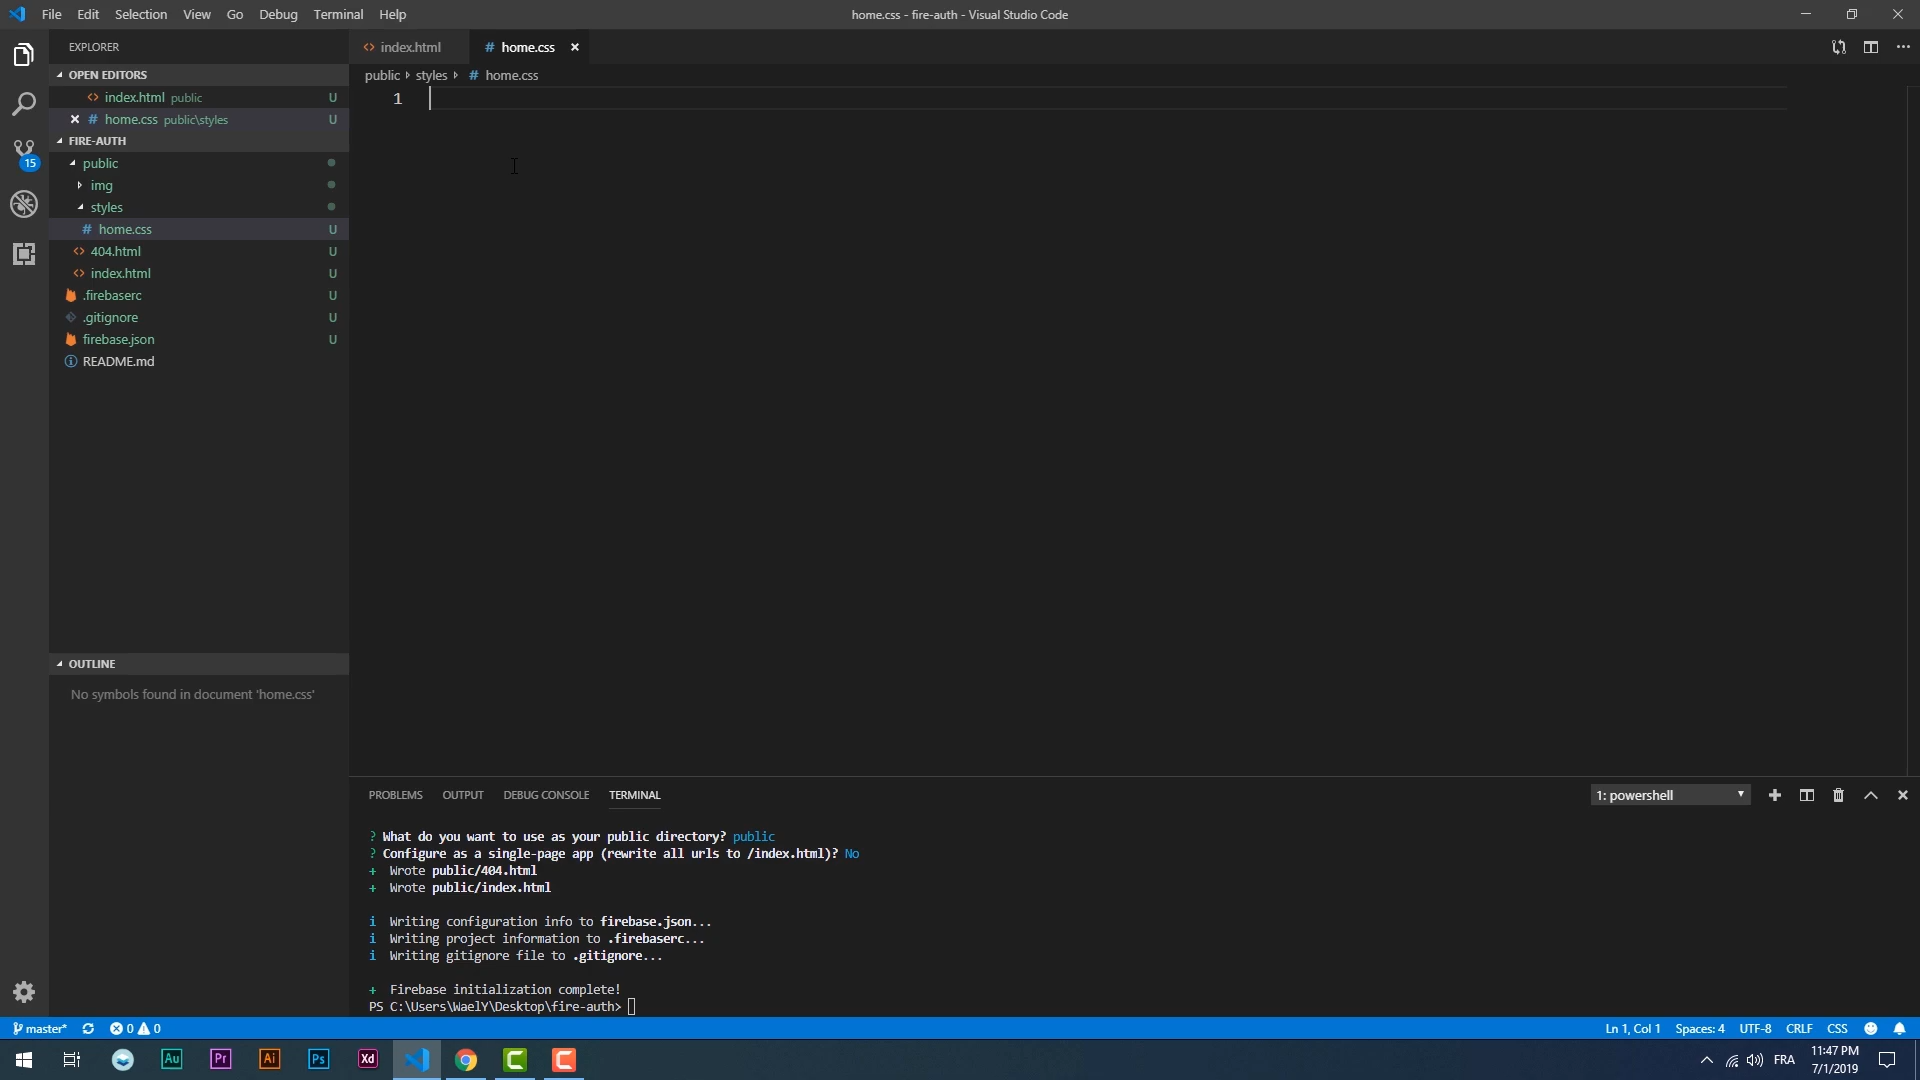 File Edit Selection View Go Debug Terminal Help
home.css - fire-auth - Visual Studio Code
EXPLORER
index.html
# home.css
OPEN EDITORS
public styles # home.css
index.html public U
1
# home.css public\styles U
FIRE-AUTH
15
public
img
styles
# home.css U
404.html U
index.html U
.firebaserc U
.gitignore U
firebase.json U
README.md
OUTLINE
No symbols found in document 'home.css'
PROBLEMS OUTPUT DEBUG CONSOLE TERMINAL
1: powershell
? What do you want to use as your public directory? public
? Configure as a single-page app (rewrite all urls to /index.html)? No
+ Wrote public/404.html
+ Wrote public/index.html
i Writing configuration info to firebase.json...
i Writing project information to .firebaserc...
i Writing gitignore file to .gitignore...
+ Firebase initialization complete!
PS C:\Users\WaelY\Desktop\fire-auth>
master* 0 0
Ln 1, Col 1 Spaces: 4 UTF-8 CRLF CSS
Au Pr Ai Ps Xd
FRA
11:47 PM
7/1/2019